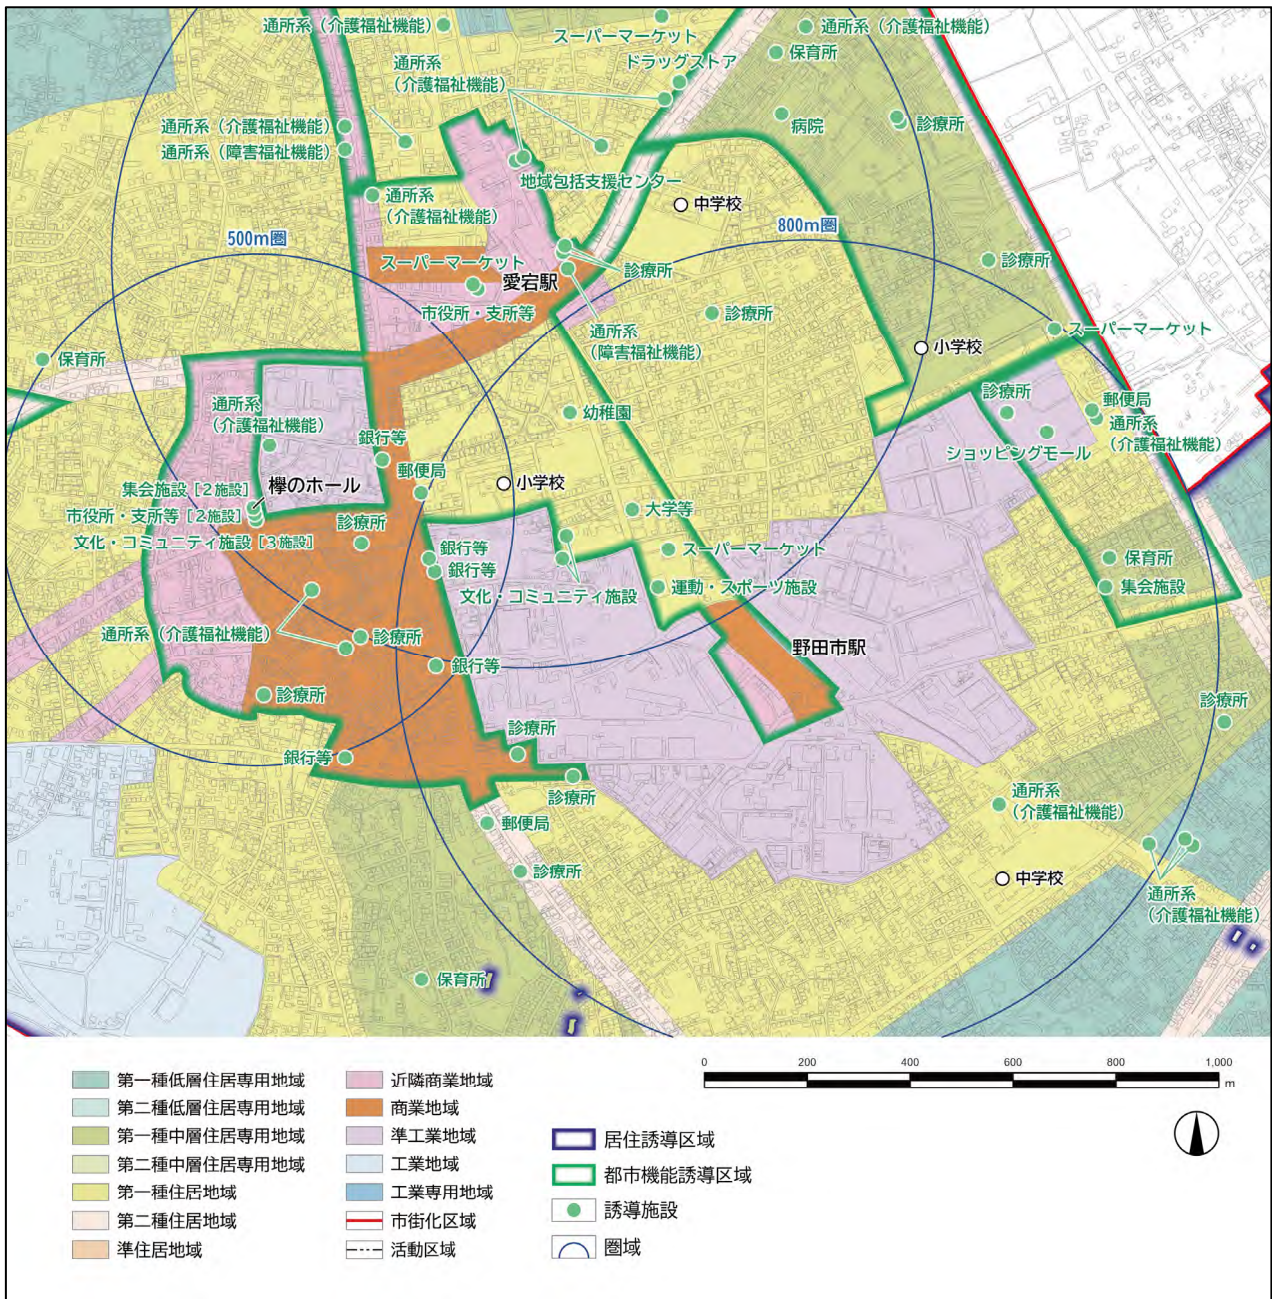 通所系（介護福祉機能）
スーパーマーケット
通所系（介護福祉機能）
保育所
ドラッグストア
通所系
（介護福祉機能）
病院
診療所
通所系（介護福祉機能）
通所系（障害福祉機能）
地域包括支援センター
通所系
（介護福祉機能）
中学校
500m圏
800m圏
スーパーマーケット
愛宕駅
診療所
診療所
市役所・支所等
診療所
通所系
（障害福祉機能）
スーパーマーケット
小学校
保育所
診療所
郵便局
通所系
（介護福祉機能）
ショッピングモール
通所系
（介護福祉機能）
幼稚園
銀行等
郵便局
小学校
欅のホール
集会施設［２施設］
市役所・支所等［２施設］
文化・コミュニティ施設［３施設］
診療所
大学等
銀行等
銀行等
スーパーマーケット
文化・コミュニティ施設
運動・スポーツ施設
保育所
集会施設
通所系（介護福祉機能）
診療所
野田市駅
銀行等
診療所
診療所
診療所
銀行等
診療所
通所系
（介護福祉機能）
郵便局
診療所
中学校
通所系
（介護福祉機能）
保育所
第一種低層住居専用地域
第二種低層住居専用地域
第一種中層住居専用地域
第二種中層住居専用地域
第一種住居地域
第二種住居地域
準住居地域
近隣商業地域
商業地域
準工業地域
工業地域
工業専用地域
市街化区域
活動区域
居住誘導区域
都市機能誘導区域
誘導施設
圏域
0 200 400 600 800 1,000
m